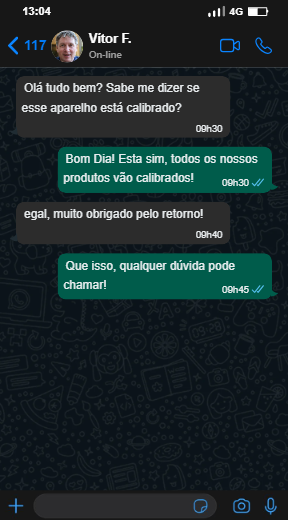 13:04
4G
117
Vitor F.
On-line
Olá tudo bem? Sabe me dizer se
esse aparelho está calibrado?
09h30
Bom Dia! Esta sim, todos os nossos
produtos vão calibrados!
09h30
egal, muito obrigado pelo retorno!
09h40
Que isso, qualquer dúvida pode
chamar!
09h45